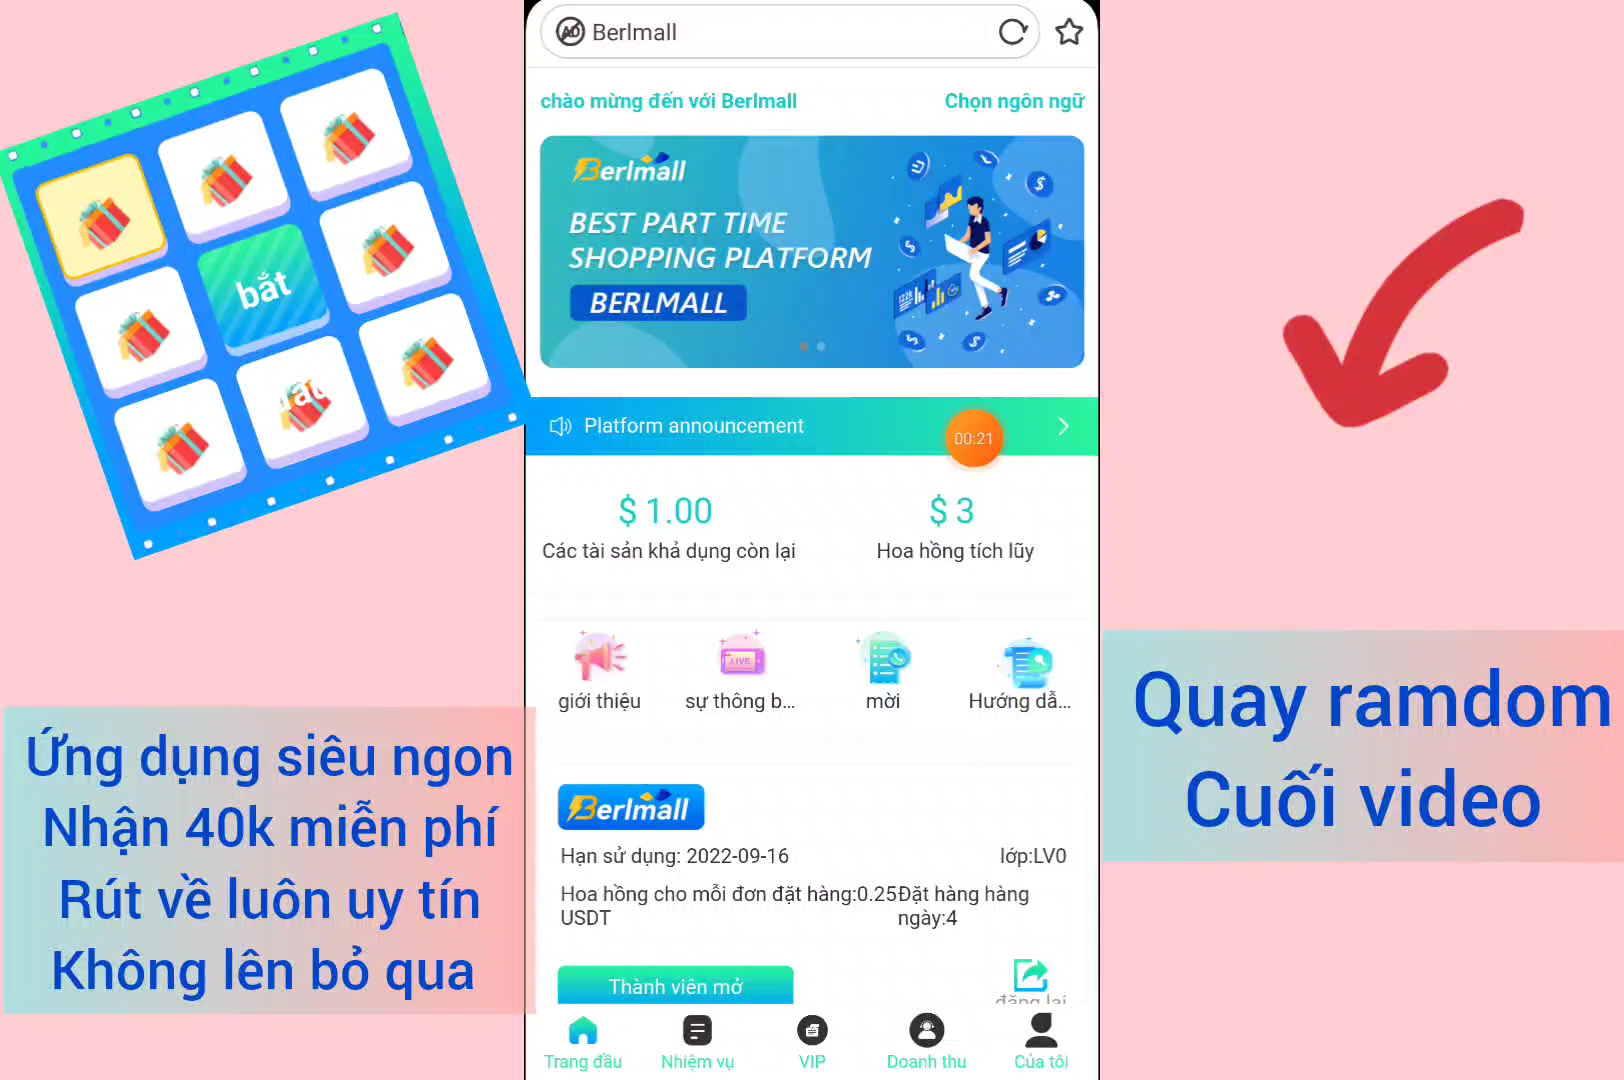 Berlmall
chào mừng đến với Berlmall
Chọn ngôn ngữ
Berlmall
BEST PART TIME
SHOPPING PLATFORM
BERLMALL
bắt
Platform announcement
00:21
$ 1.00
$ 3
Các tài sản khả dụng còn lại
Hoa hồng tích lũy
LIVE
giới thiệu
sự thông b...
mời
Hướng dẫ...
Ứng dụng siêu ngon
Nhận 40k miễn phí
Rút về luôn uy tín
Không lên bỏ qua
Quay ramdom
Cuối video
Berlmall
Hạn sử dụng: 2022-09-16
lớp:LV0
Hoa hồng cho mỗi đơn đặt hàng:0.25
USDT
Đặt hàng hàng
ngày:4
Thành viên mở
Trang đầu
Nhiệm vụ
VIP
Doanh thu
Của tôi